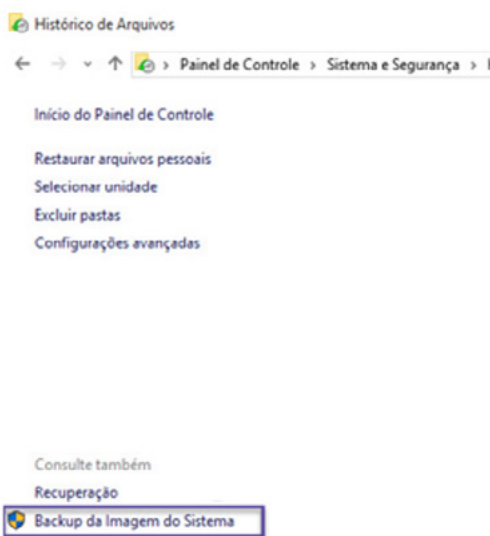 Histórico de Arquivos
Painel de Controle > Sistema e Segurança >
Início do Painel de Controle
Restaurar arquivos pessoais
Selecionar unidade
Excluir pastas
Configurações avançadas
Consulte também
Recuperação
Backup da Imagem do Sistema